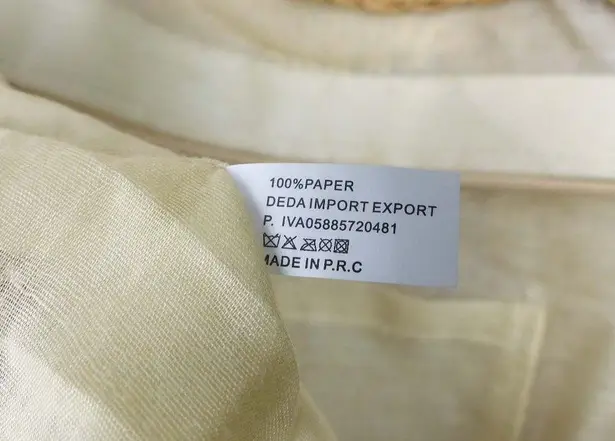 100%PAPER
DEDA IMPORT EXPORT
P. IVA05885720481
MADE IN P.R.C